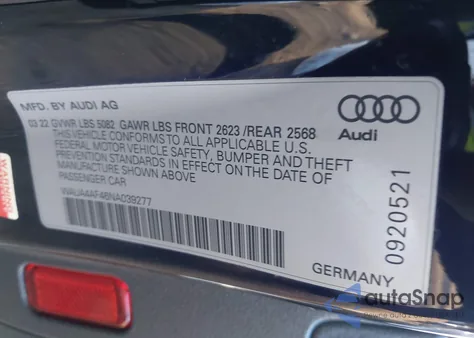 MFD. BY AUDI AG
03 22 GVWR LBS 5082 GAWR LBS FRONT 2623 /REAR 2568
THIS VEHICLE CONFORMS TO ALL APPLICABLE U.S.
FEDERAL MOTOR VEHICLE SAFETY, BUMPER AND THEFT
PREVENTION STANDARDS IN EFFECT ON THE DATE OF
MANUFACTURE SHOWN ABOVE
PASSENGER CAR
WAUA4AF46NA039277
Audi
0920521
GERMANY
autoSnap